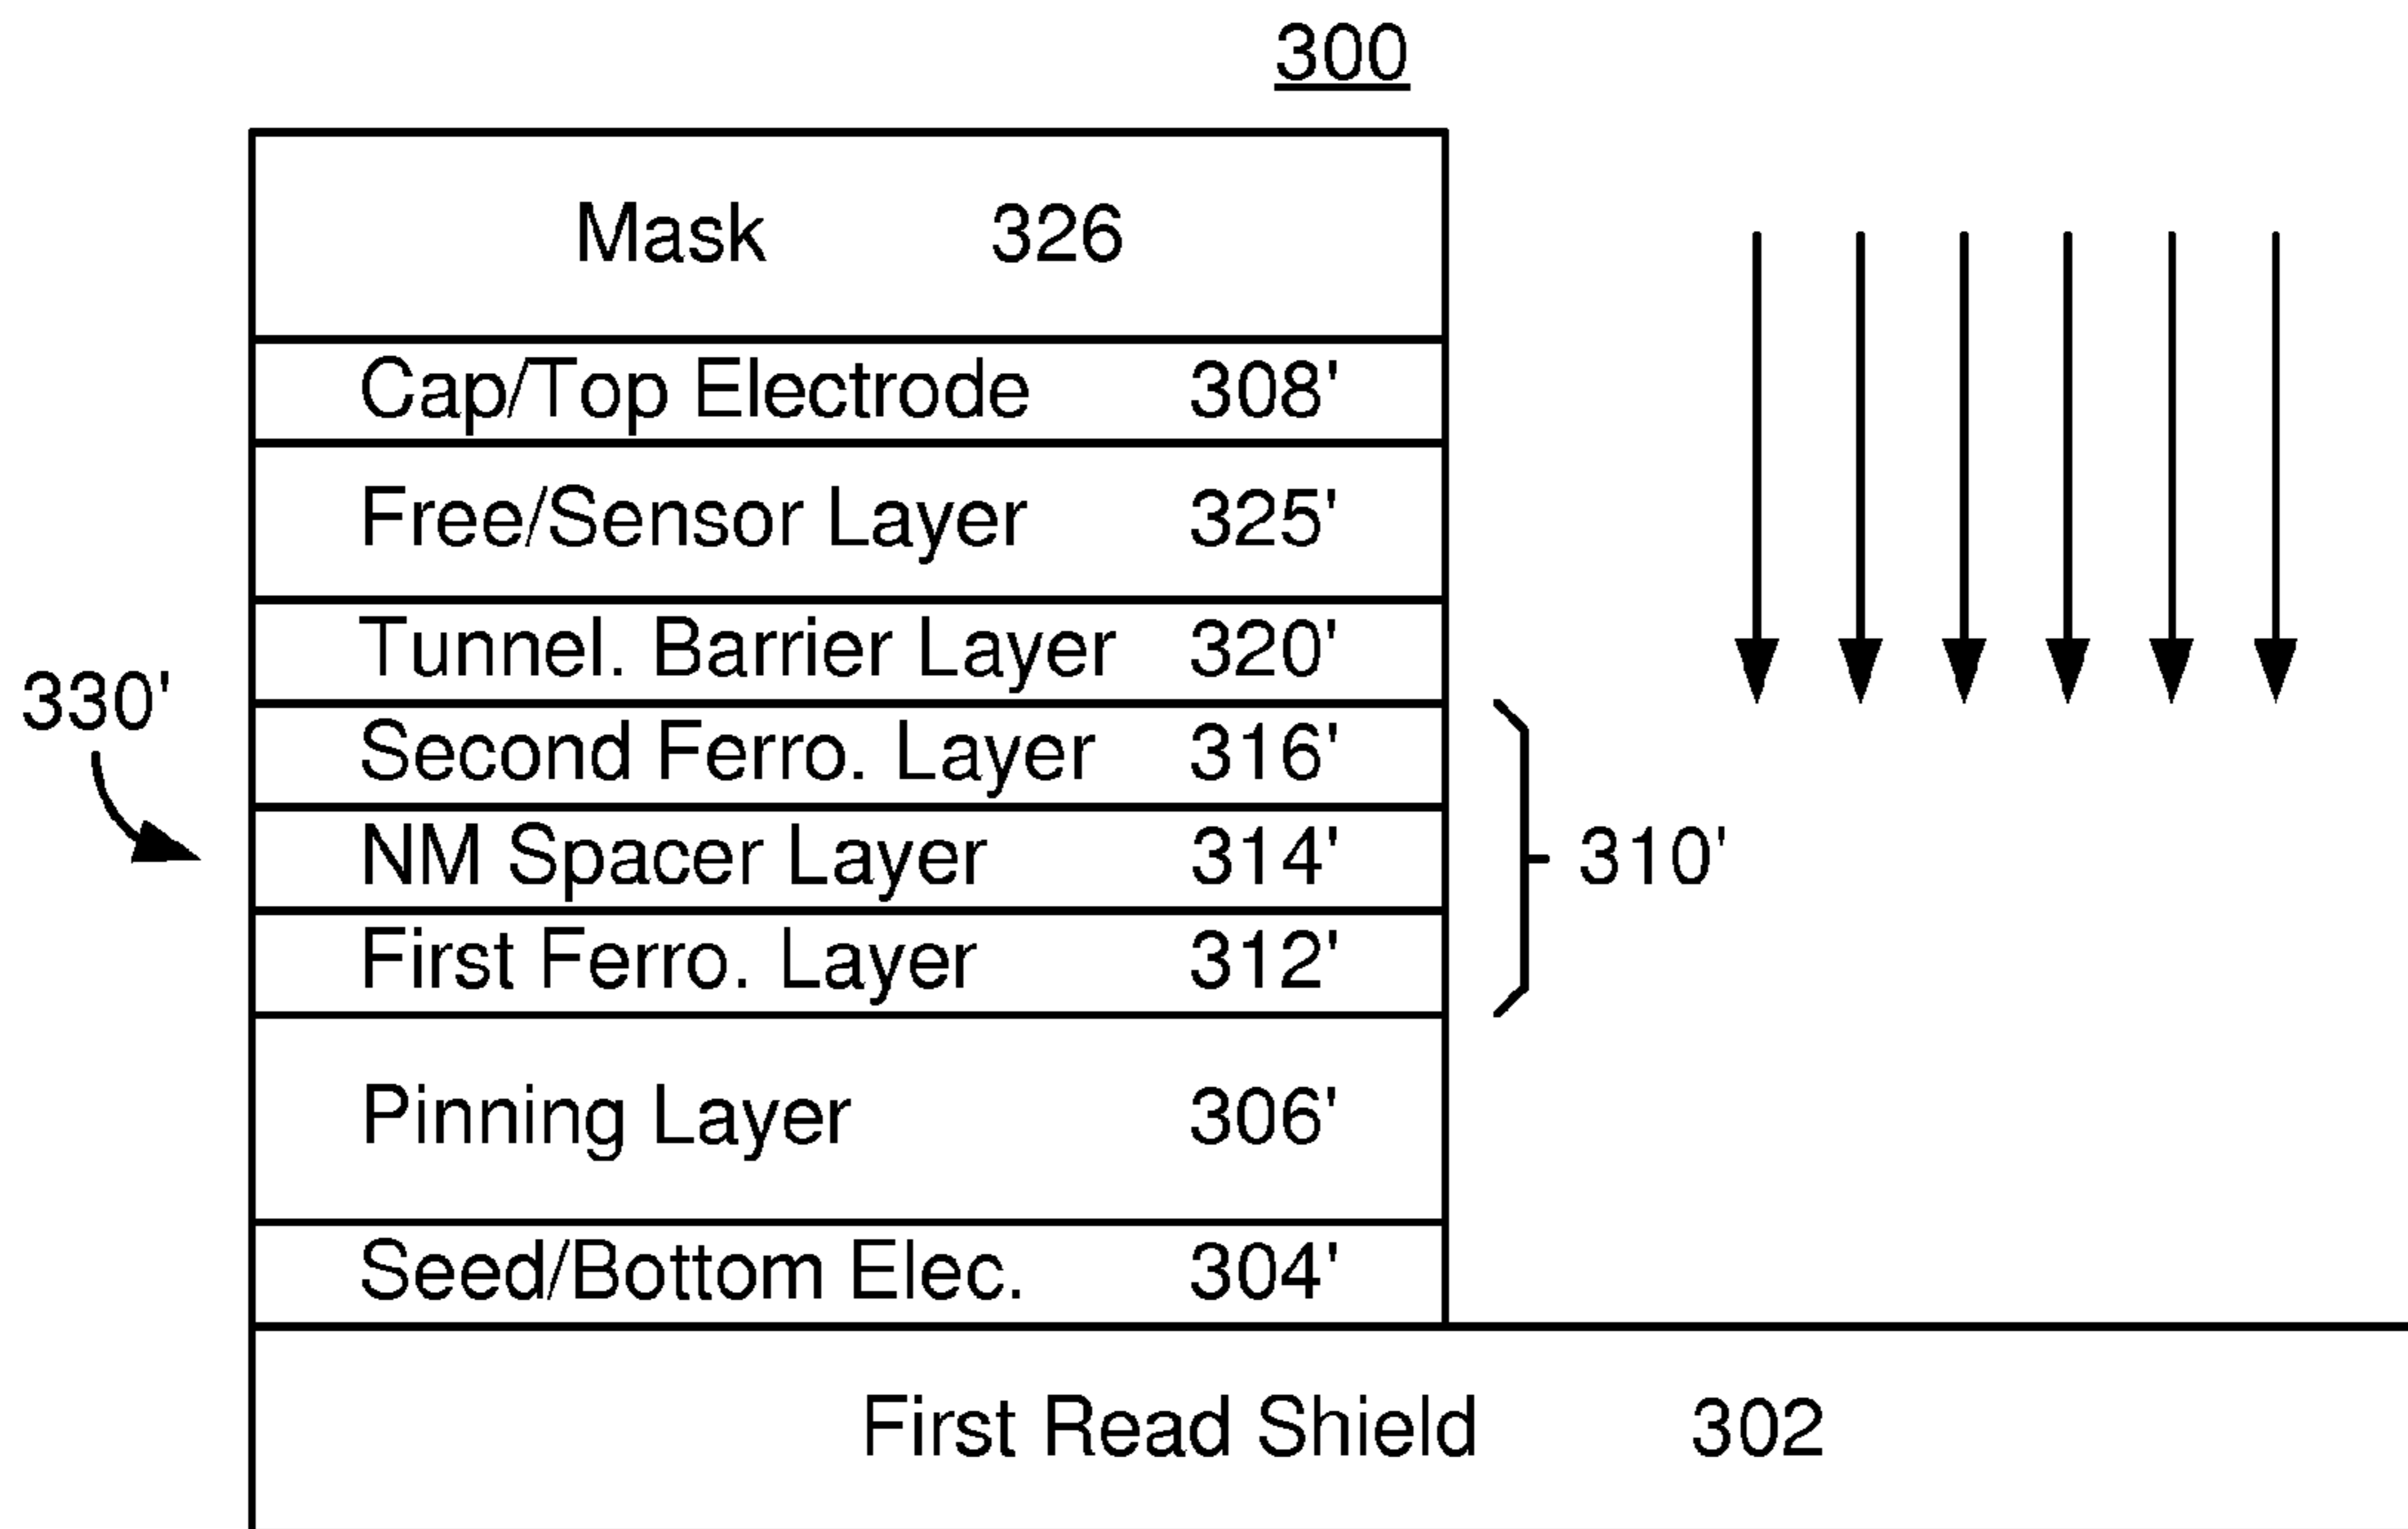 300
Mask 326
Cap/Top Electrode 308'
Free/Sensor Layer 325'
Tunnel. Barrier Layer 320'
330'
Second Ferro. Layer 316'
NM Spacer Layer 314'
310'
First Ferro. Layer 312'
Pinning Layer 306'
Seed/Bottom Elec. 304'
First Read Shield 302